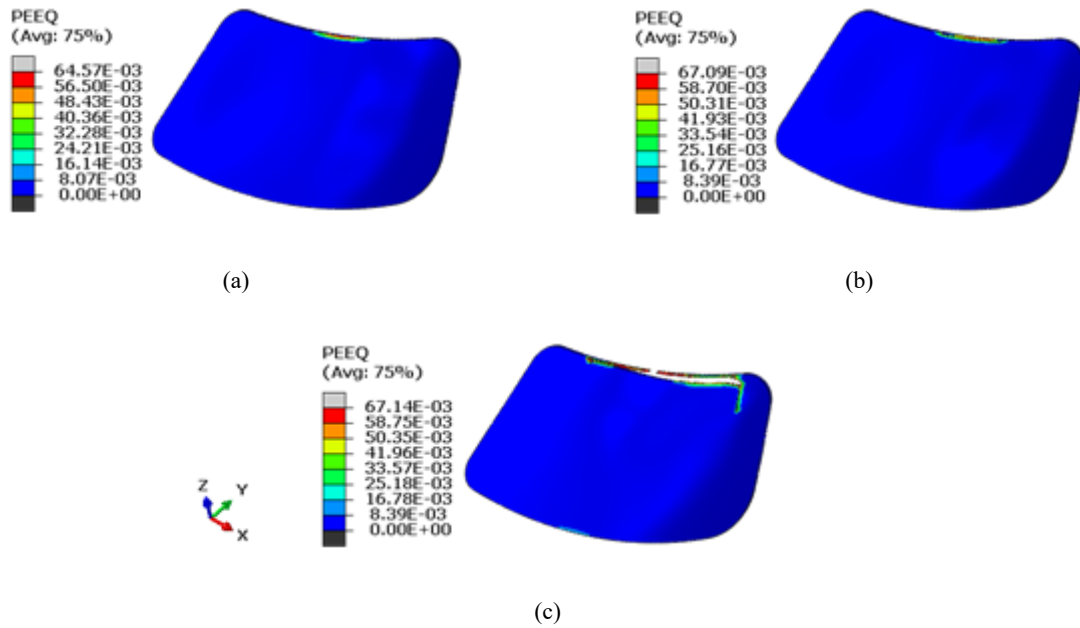 PEEQ
(Avg: 75%)
64.57E-03
56.50E-03
48.43E-03
40.36E-03
32.28E-03
24.21E-03
16.14E-03
8.07E-03
0.00E+00
(a)
PEEQ
(Avg: 75%)
67.09E-03
58.70E-03
50.31E-03
41.93E-03
33.54E-03
25.16E-03
16.77E-03
8.39E-03
0.00E+00
(b)
PEEQ
(Avg: 75%)
67.14E-03
58.75E-03
50.35E-03
41.96E-03
33.57E-03
25.18E-03
16.78E-03
8.39E-03
0.00E+00
Z
Y
X
(c)